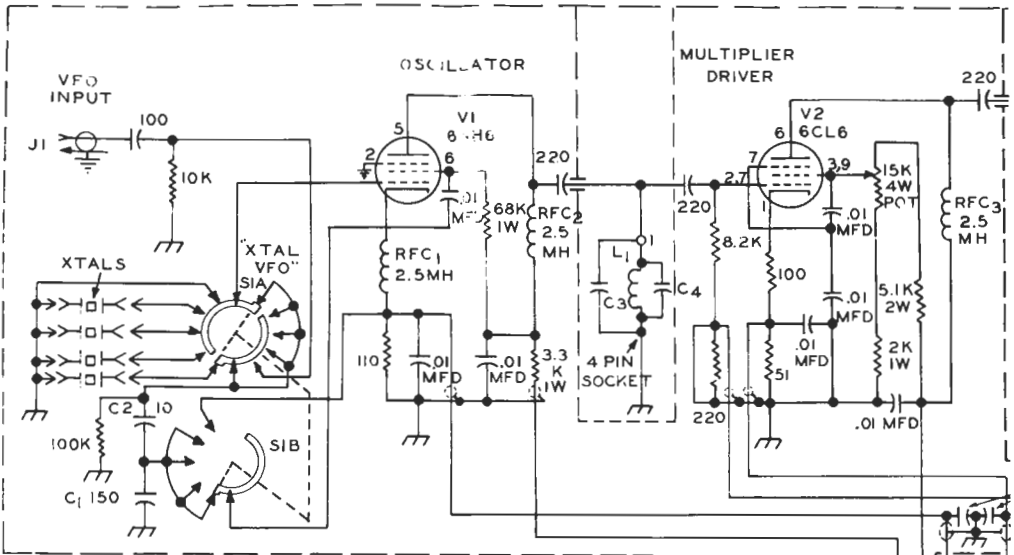 OSCILLATOR
MULTIPLIER
DRIVER
VFO
INPUT
J1
100
10K
V1
5
2
6
220
.01
MFD
68K
1W
RFC2
2.5
MH
RFC1
2.5MH
"XTAL
VFO"
S1A
XTALS
110
.01
MFD
.01
MFD
3.3
K
1W
C2
10
100K
C1 150
S1B
L1
1
C3
C4
4 PIN
SOCKET
220
V2
6CL6
6
7
2,7
1
3,9
8.2K
100
51
220
.01
MFD
.01
MFD
.01
MFD
.01 MFD
15K
4W
POT
5.1K
2W
2K
1W
RFC3
2.5
MH
220